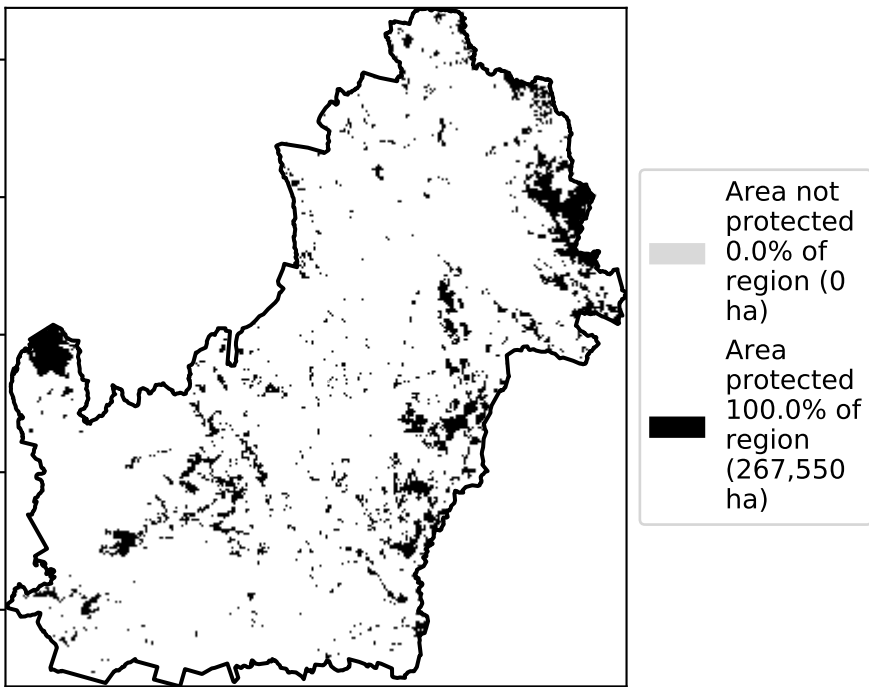 Area not
protected
0.0% of
region (0
ha)
Area
protected
100.0% of
region
(267,550
ha)